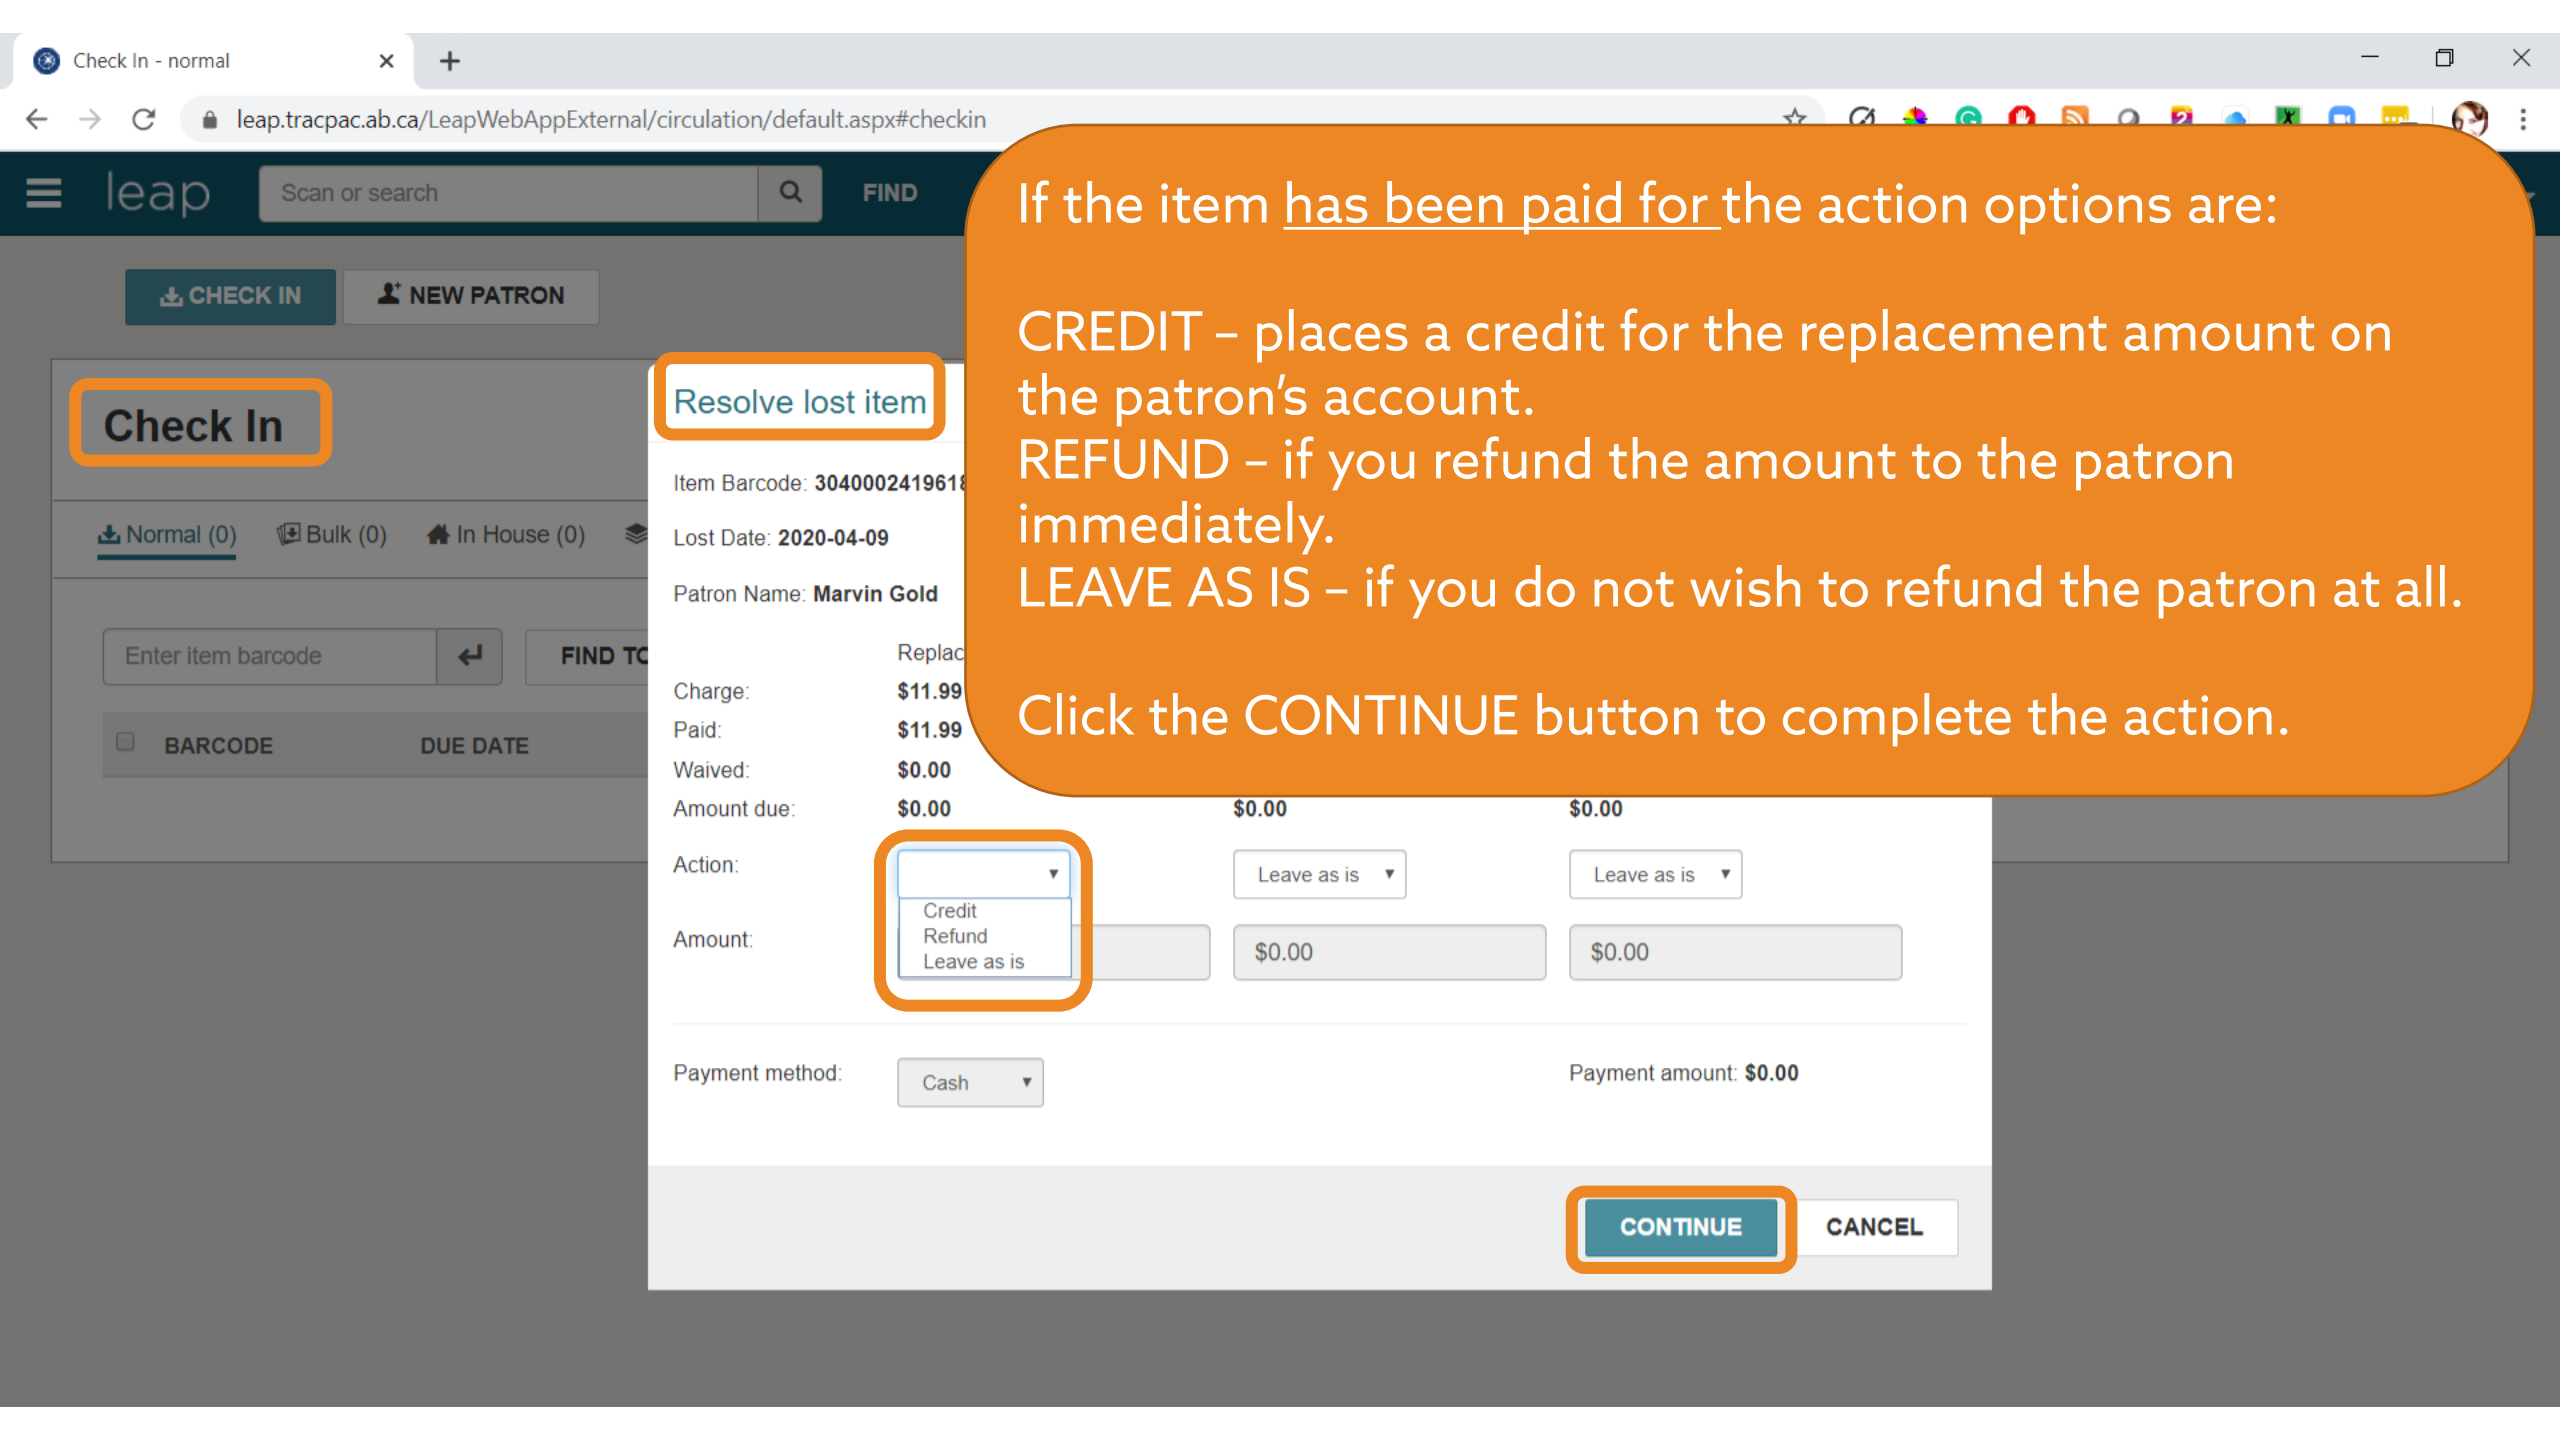 Check In - normal
leap.tracpac.ab.ca/LeapWebAppExternal/circulation/default.aspx#checkin
leap
Scan or search
FIND
CHECK IN
NEW PATRON
Check In
Normal (0)
Bulk (0)
In House (0)
Enter item barcode
FIND
BARCODE
DUE DATE
If the item has been paid for the action options are:
CREDIT – places a credit for the replacement amount on
the patron's account.
REFUND – if you refund the amount to the patron
immediately.
LEAVE AS IS – if you do not wish to refund the patron at all.
Click the CONTINUE button to complete the action.
Resolve lost item
Item Barcode:
Lost Date: 2020-04-09
Patron Name: Marvin Gold
Charge: $11.99
Paid: $11.99
Waived: $0.00
Amount due: $0.00 $0.00 $0.00
Action: Leave as is Leave as is
Credit
Refund
Leave as is
Amount: $0.00 $0.00
Payment method: Cash Payment amount: $0.00
CONTINUE CANCEL